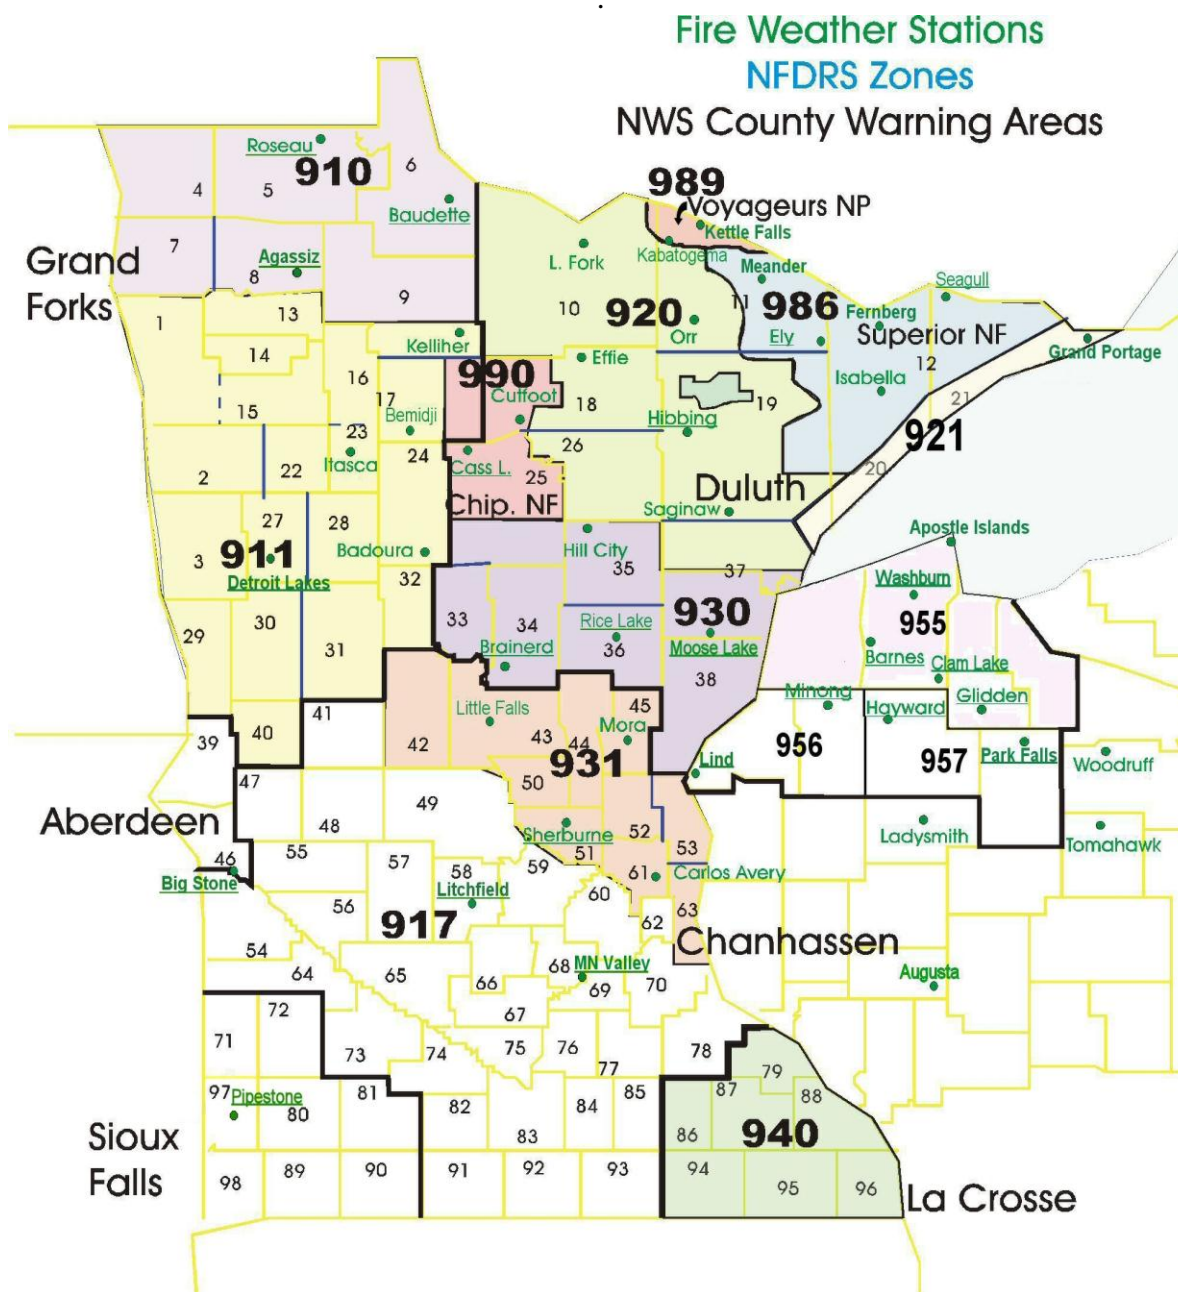 Fire Weather Stations
NFDRS Zones
NWS County Warning Areas
Roseau
910
6
4
5
Baudette
989
Voyageurs NP
Kettle Falls
Kabatogema
7
Agassiz
8
Grand
Forks
L. Fork
Meander
Seagull
9
1
13
10
920
11
986
Fernberg
Superior NF
Orr
Ely
Kelliher
14
Effie
Grand Portage
16
990
12
Isabella
17
Cutfoot
18
19
21
15
Bemidji
Hibbing
921
23
24
26
Itasca
Cass L.
25
20
2
22
Duluth
Chip. NF
27
28
Saginaw
911
Badoura
Hill City
Apostle Islands
3
Detroit Lakes
35
37
Washburn
32
33
34
Rice Lake
930
955
29
30
31
Brainerd
36
Moose Lake
Barnes
38
Clam Lake
Minong
Glidden
41
Little Falls
45
Hayward
40
39
42
43
44
Mora
956
957
Park Falls
931
Lind
Woodruff
47
50
49
Aberdeen
48
Sherburne
52
Ladysmith
Tomahawk
55
51
53
46
57
58
59
Big Stone
Litchfield
61
Carlos Avery
60
56
917
62
63
Chanhassen
54
64
65
66
68
MN Valley
69
70
Augusta
67
72
71
73
74
75
76
77
78
97
Pipestone
80
81
82
83
84
85
79
87
88
86
940
Sioux
Falls
98
89
90
91
92
93
94
95
96
La Crosse